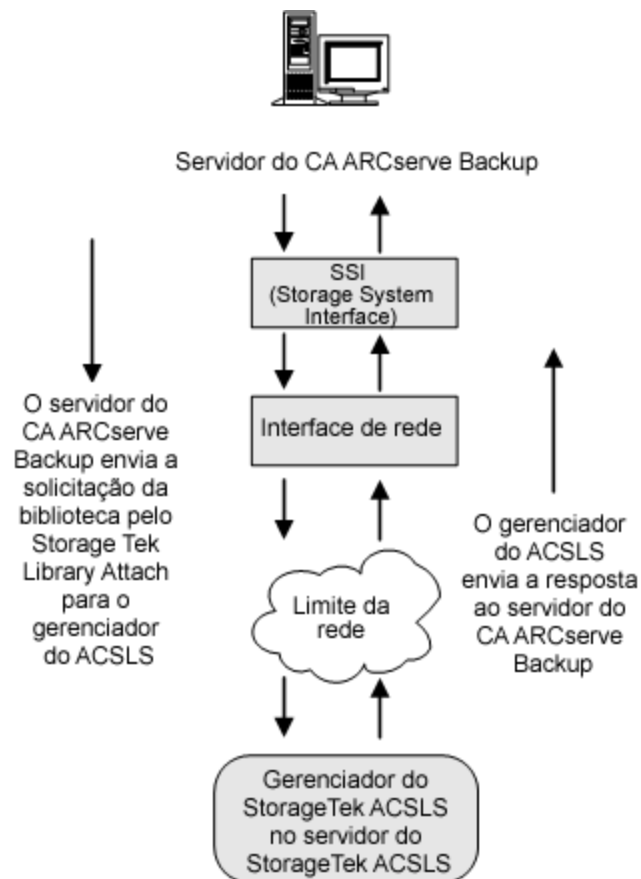 Servidor do CA ARCserve Backup
SSI
(Storage System
Interface)
Interface de rede
Limite da
rede
Gerenciador do
StorageTek ACSLS
no servidor do
StorageTek ACSLS
O servidor do
CA ARCserve
Backup envia a
solicitação da
biblioteca pelo
Storage Tek
Library Attach
para o
gerenciador
do ACSLS
O gerenciador
do ACSLS
envia a resposta
ao servidor do
CA ARCserve
Backup